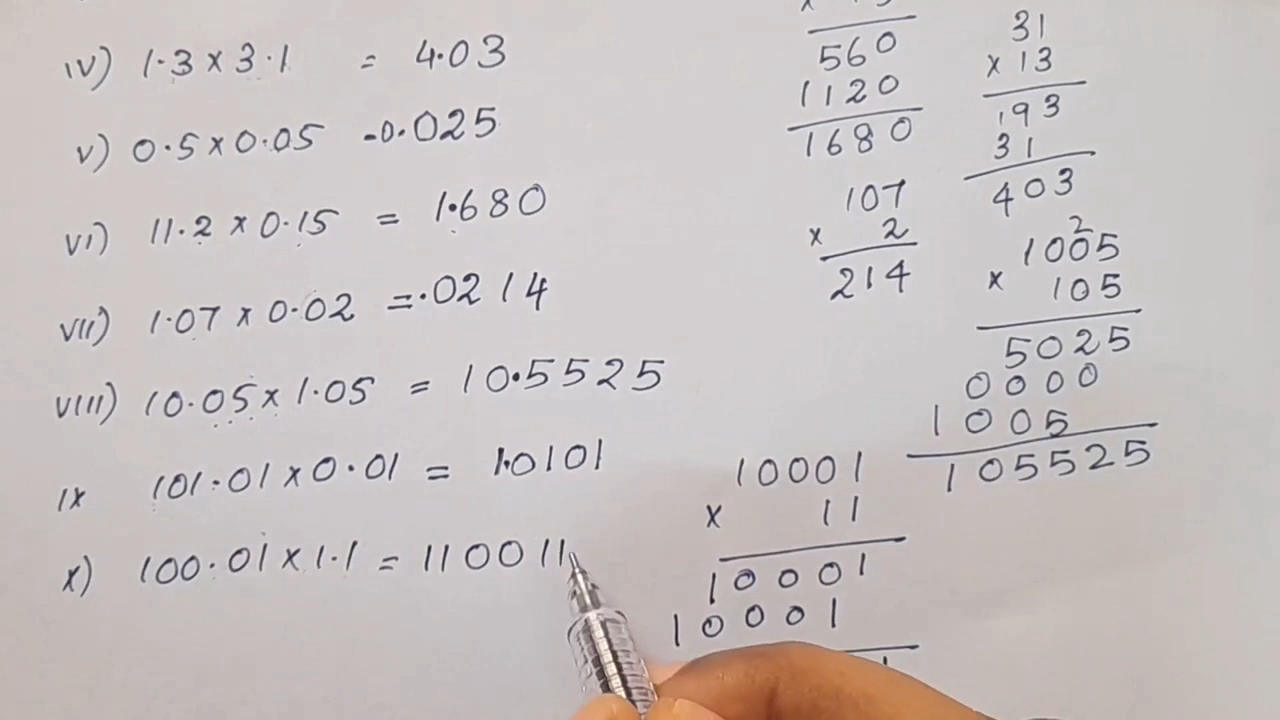 iv) 1.3 x 3.1 = 4.03
v) 0.5 x 0.05 = 0.025
vi) 11.2 x 0.15 = 1.680
vii) 1.07 x 0.02 = .0214
viii) 10.05 x 1.05 = 10.5525
ix 101.01 x 0.01 = 1.0101
x) 100.01 x 1.1 = 110011
560
1120
1680
107
x 2
214
10001
x 11
10001
10001
31
x 13
193
31
403
2
1005
x 105
5025
0000
1005
105525